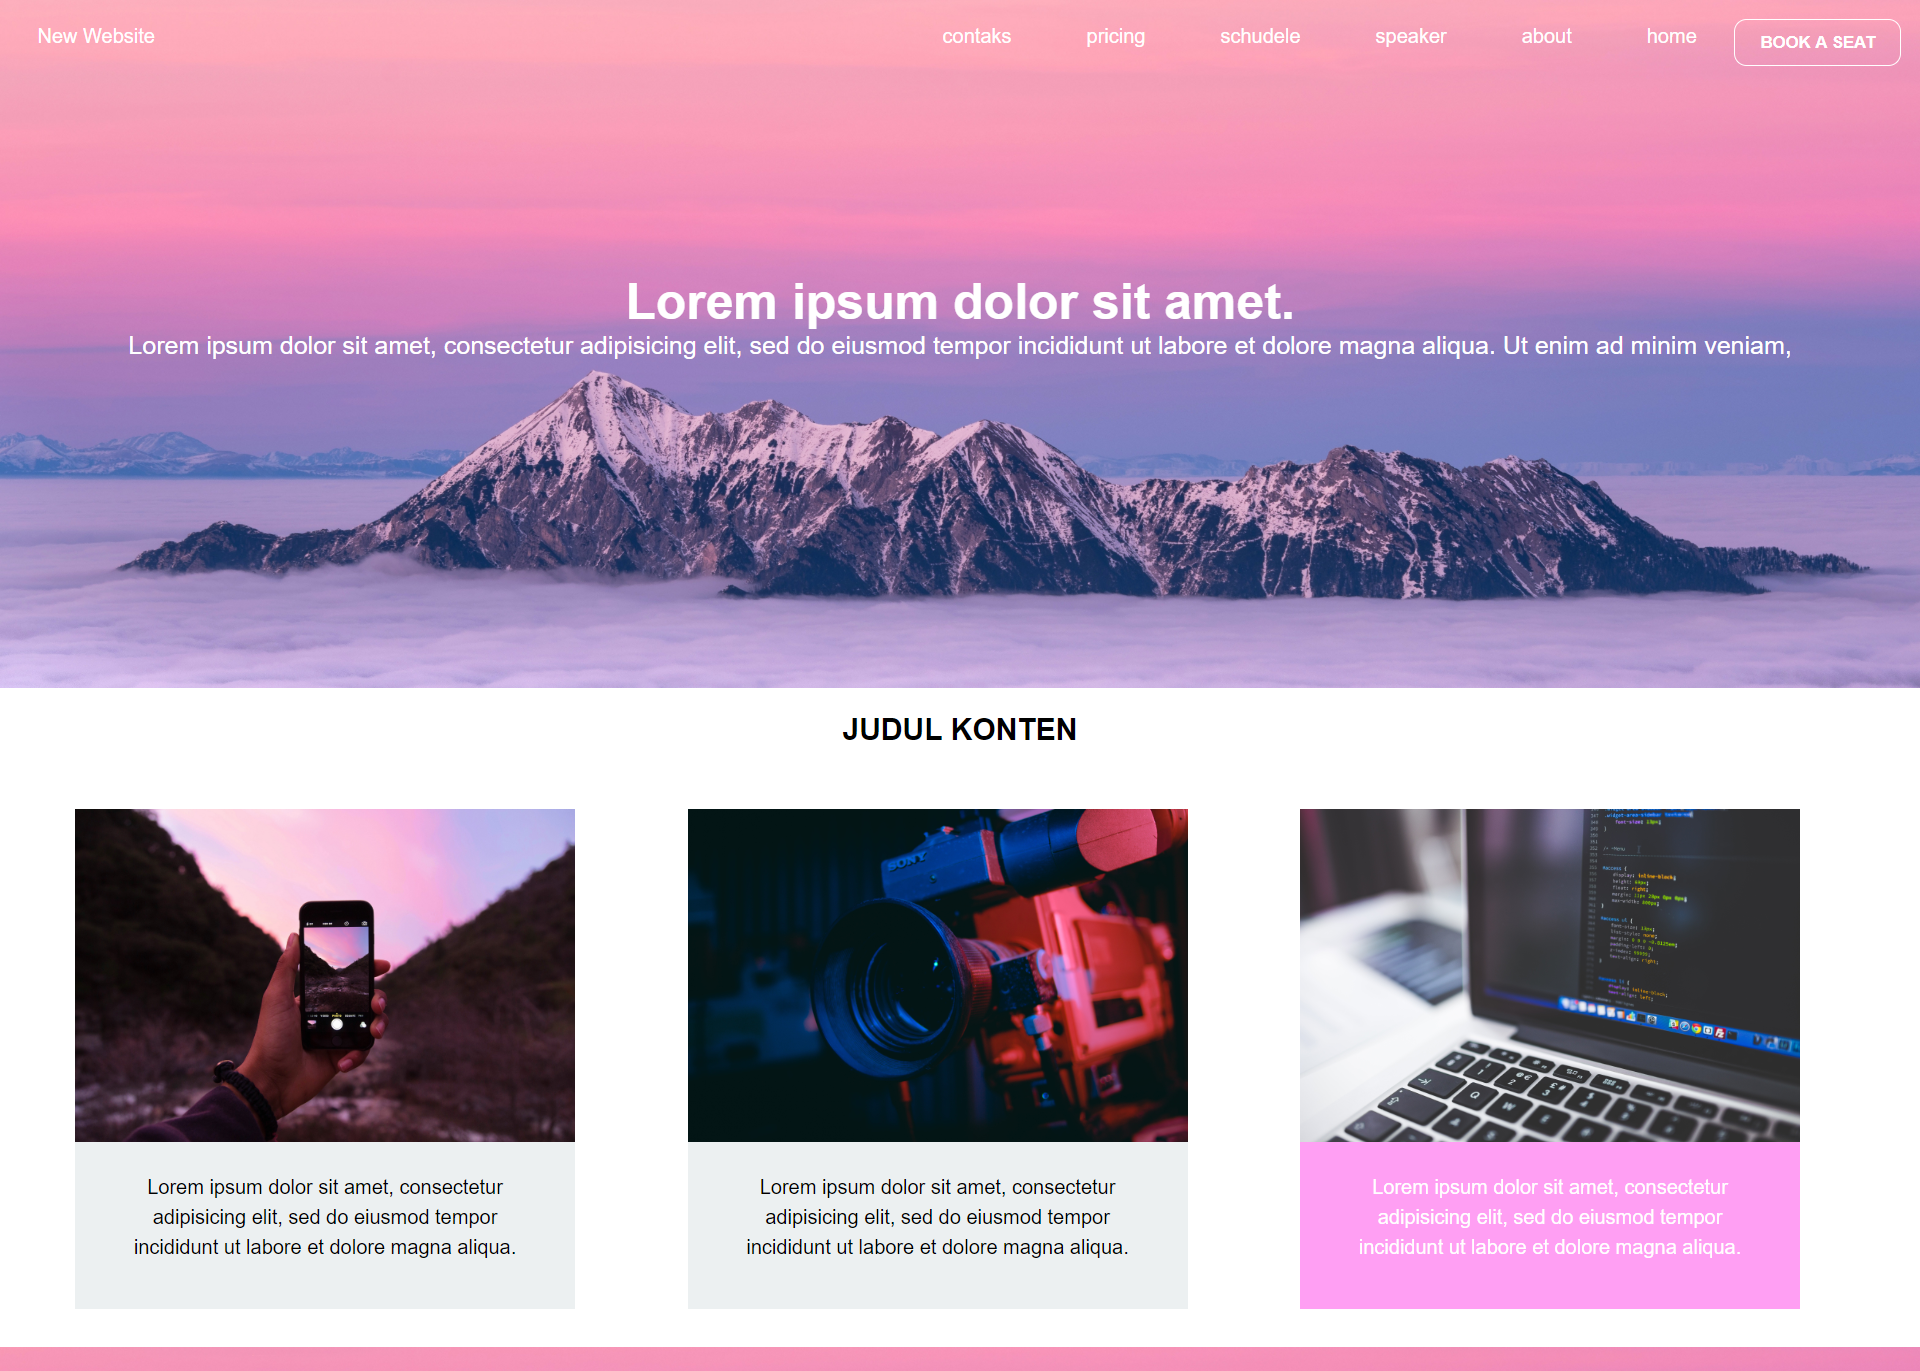 New Website
contaks pricing schudele speaker about home BOOK A SEAT
Lorem ipsum dolor sit amet.
Lorem ipsum dolor sit amet, consectetur adipisicing elit, sed do eiusmod tempor incididunt ut labore et dolore magna aliqua. Ut enim ad minim veniam,
JUDUL KONTEN
SONY
Lorem ipsum dolor sit amet, consectetur
adipisicing elit, sed do eiusmod tempor
incididunt ut labore et dolore magna aliqua.
Lorem ipsum dolor sit amet, consectetur
adipisicing elit, sed do eiusmod tempor
incididunt ut labore et dolore magna aliqua.
Lorem ipsum dolor sit amet, consectetur
adipisicing elit, sed do eiusmod tempor
incididunt ut labore et dolore magna aliqua.